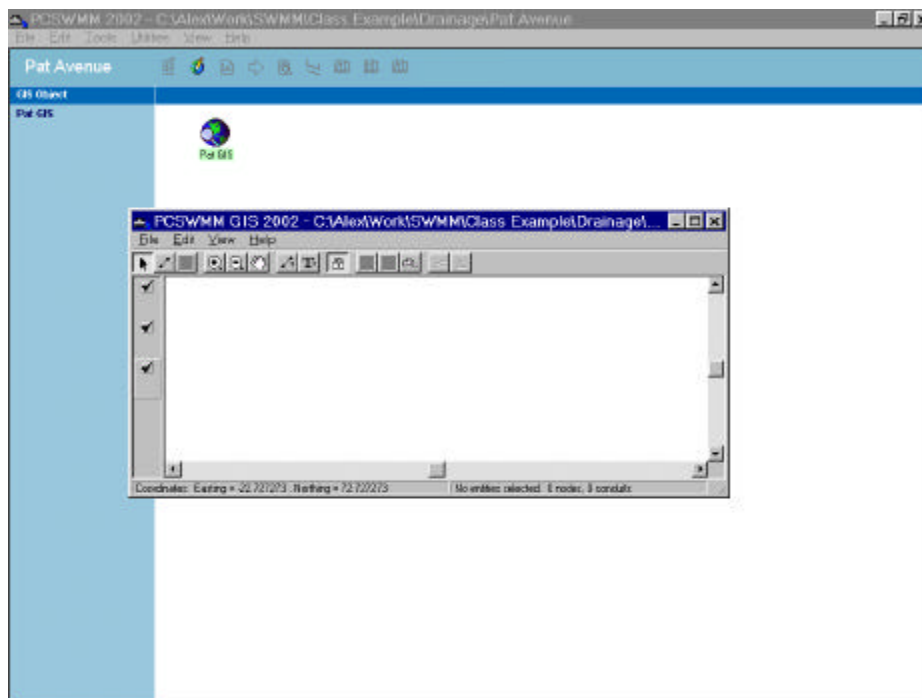 PCSWMM 2002 - C:\Alex\Work\SWMM\Class Example\Drainage\Pat Avenue
File Edit Tools Utilities View Help
Pat Avenue
GIS Object
Pat GIS
Pat GIS
PCSWMM GIS 2002 - C:\Alex\Work\SWMM\Class Example\Drainage\...
File Edit View Help
Coordinates: Easting = -22.727273 Northing = 72.727273
No entities selected. 0 nodes, 0 conduits